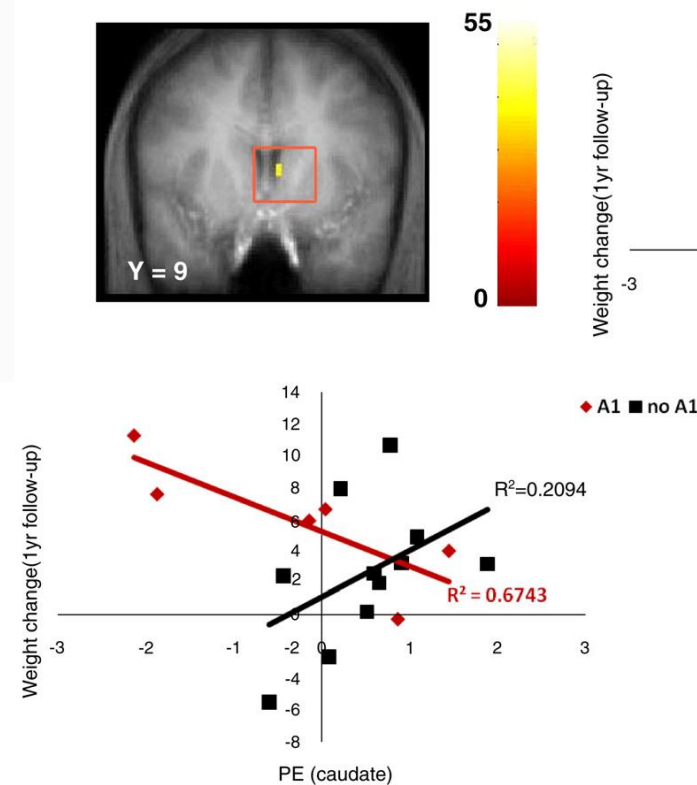 55
0
Y = 9
Weight change(1yr follow-up)
-3
14
12
10
8
6
4
2
0
-2
-4
-6
-8
-3
-2
-1
0
1
2
3
A1
no A1
R²=0.2094
R² = 0.6743
Weight change(1yr follow-up)
PE (caudate)